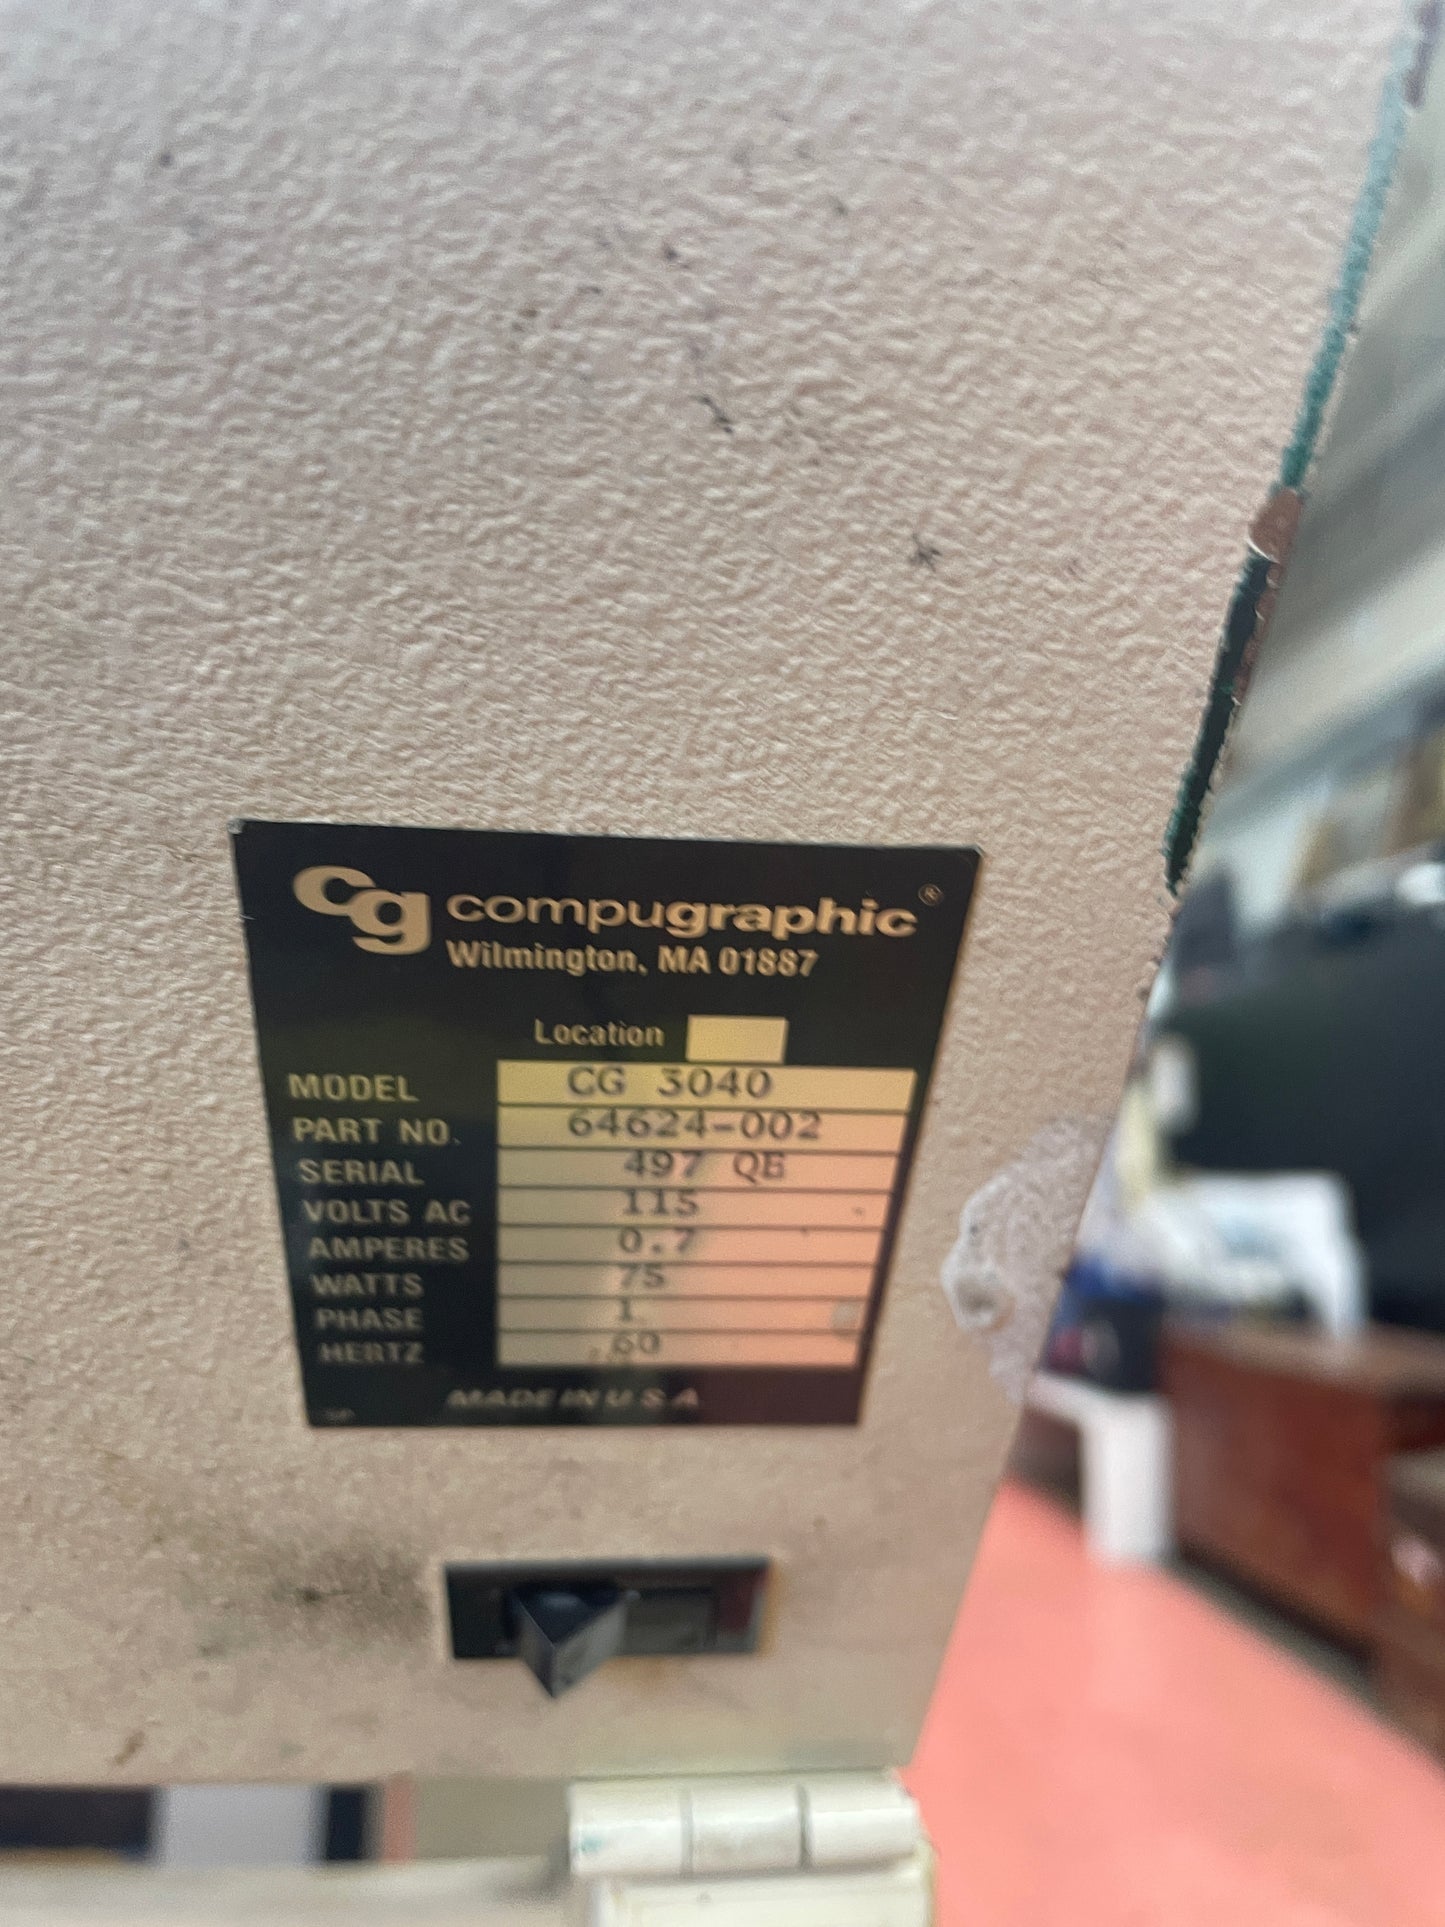 cg compugraphic®
Wilmington, MA 01887
Location
MODEL CG 3040
PART NO. 64624-002
SERIAL 497 QE
VOLTS AC 115
AMPERES 0.7
WATTS 75
PHASE 1
HERTZ 60
MADE IN U S A